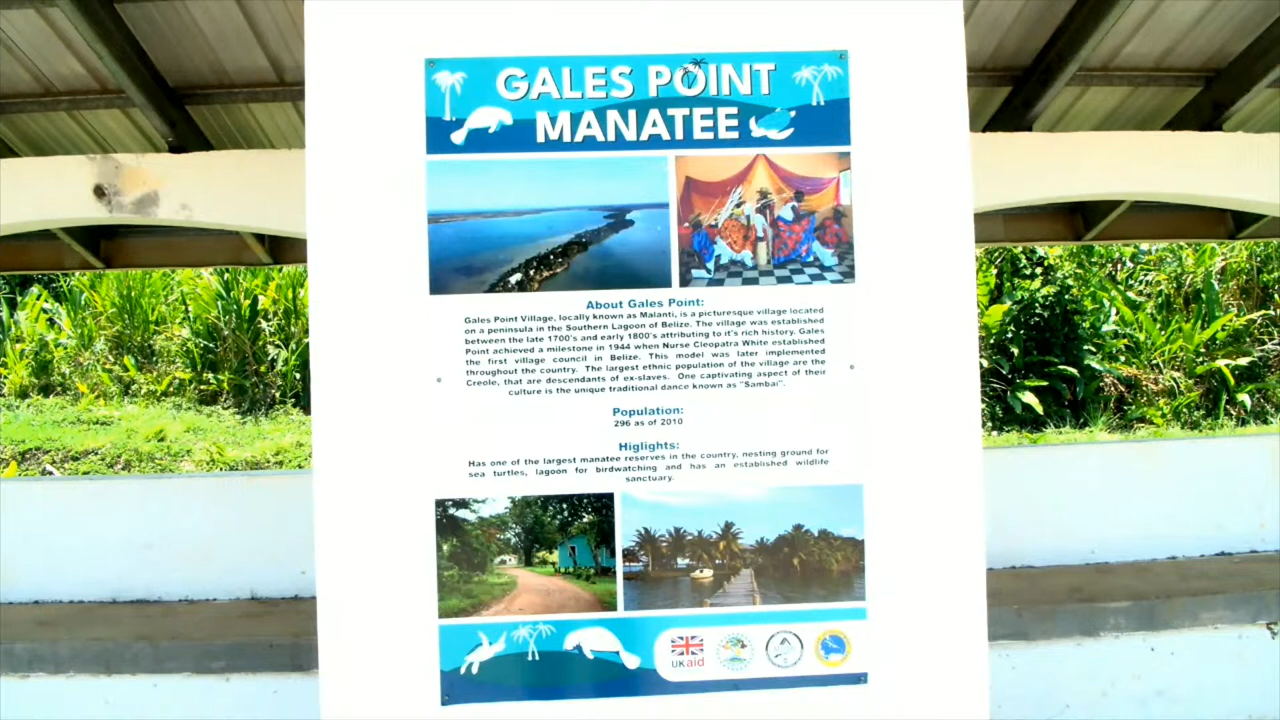 GALES POINT
MANATEE
About Gales Point:
Gales Point Village, locally known as Malanti, is a picturesque village located
on a peninsula in the Southern Lagoon of Belize. The village was established
between the late 1700's and early 1800's attributing to it's rich history. Gales
Point achieved a milestone in 1944 when Nurse Cleopatra White established
the first village council in Belize. This model was later implemented
throughout the country. The largest ethnic population of the village are the
Creole, that are descendants of ex-slaves. One captivating aspect of their
culture is the unique traditional dance known as "Sambai".
Population:
296 as of 2010
Higlights:
Has one of the largest manatee reserves in the country, nesting ground for
sea turtles, lagoon for birdwatching and has an established wildlife
sanctuary.
UKaid